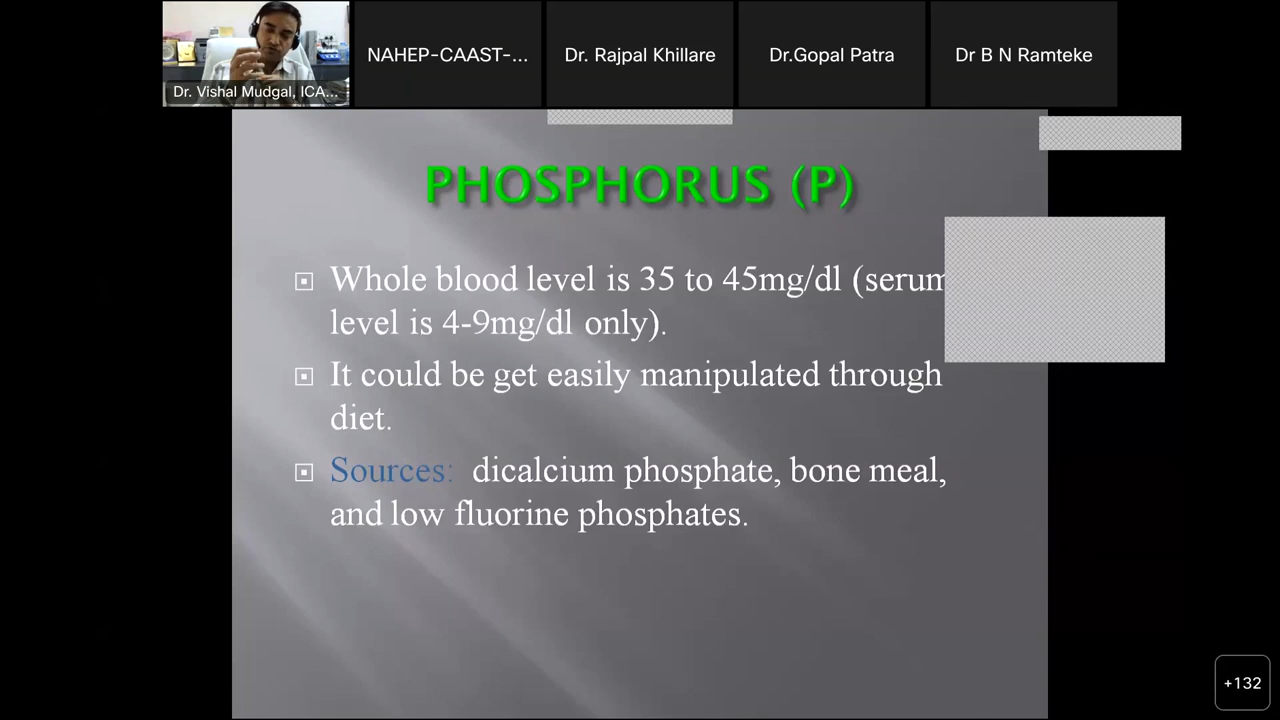 NAHEP-CAAST-...
Dr. Rajpal Khillare
Dr.Gopal Patra
Dr B N Ramteke
Dr. Vishal Mudgal, ICA...
PHOSPHORUS (P)
Whole blood level is 35 to 45mg/dl (serum
level is 4-9mg/dl only).
It could be get easily manipulated through
diet.
Sources: dicalcium phosphate, bone meal,
and low fluorine phosphates.
+132